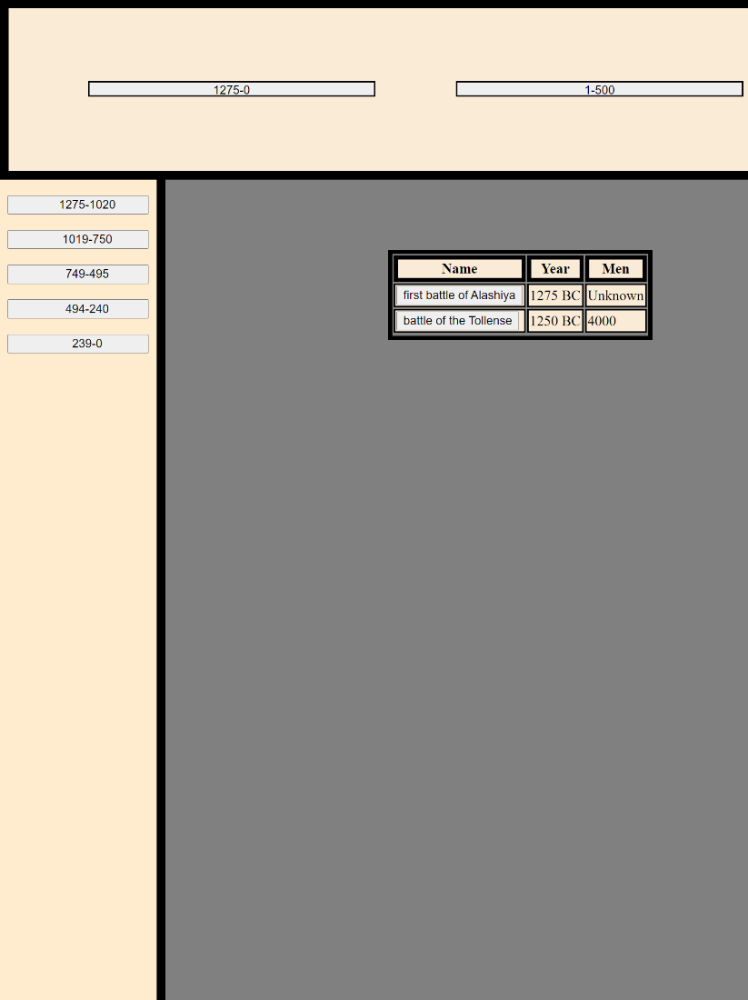 1275-0 1-500
1275-1020
1019-750
749-495
494-240
239-0
Name Year Men
first battle of Alashiya 1275 BC Unknown
battle of the Tollense 1250 BC 4000